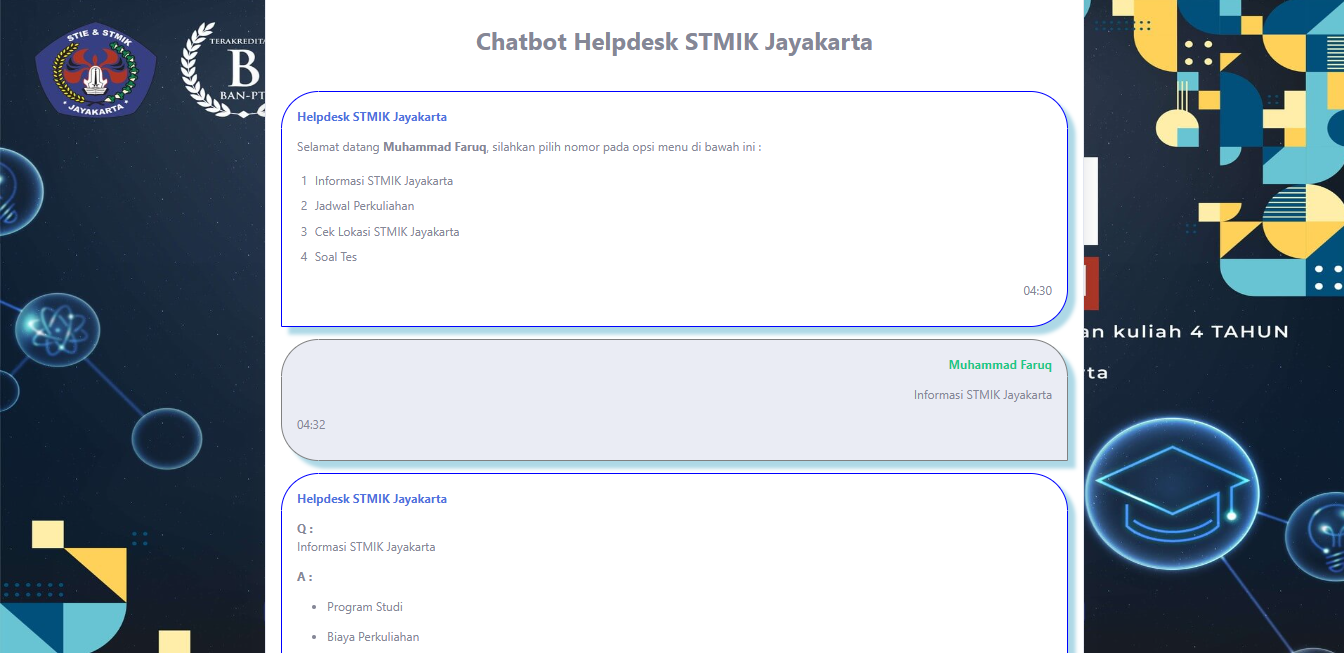 STIE & STMIK
JAYAKARTA
B
BAN-PT
Chatbot Helpdesk STMIK Jayakarta
Helpdesk STMIK Jayakarta
Selamat datang Muhammad Faruq, silahkan pilih nomor pada opsi menu di bawah ini :
1 Informasi STMIK Jayakarta
2 Jadwal Perkuliahan
3 Cek Lokasi STMIK Jayakarta
4 Soal Tes
04:30
Muhammad Faruq
Informasi STMIK Jayakarta
04:32
Helpdesk STMIK Jayakarta
Q :
Informasi STMIK Jayakarta
A :
• Program Studi
• Biaya Perkuliahan
kuliah 4 TAHUN